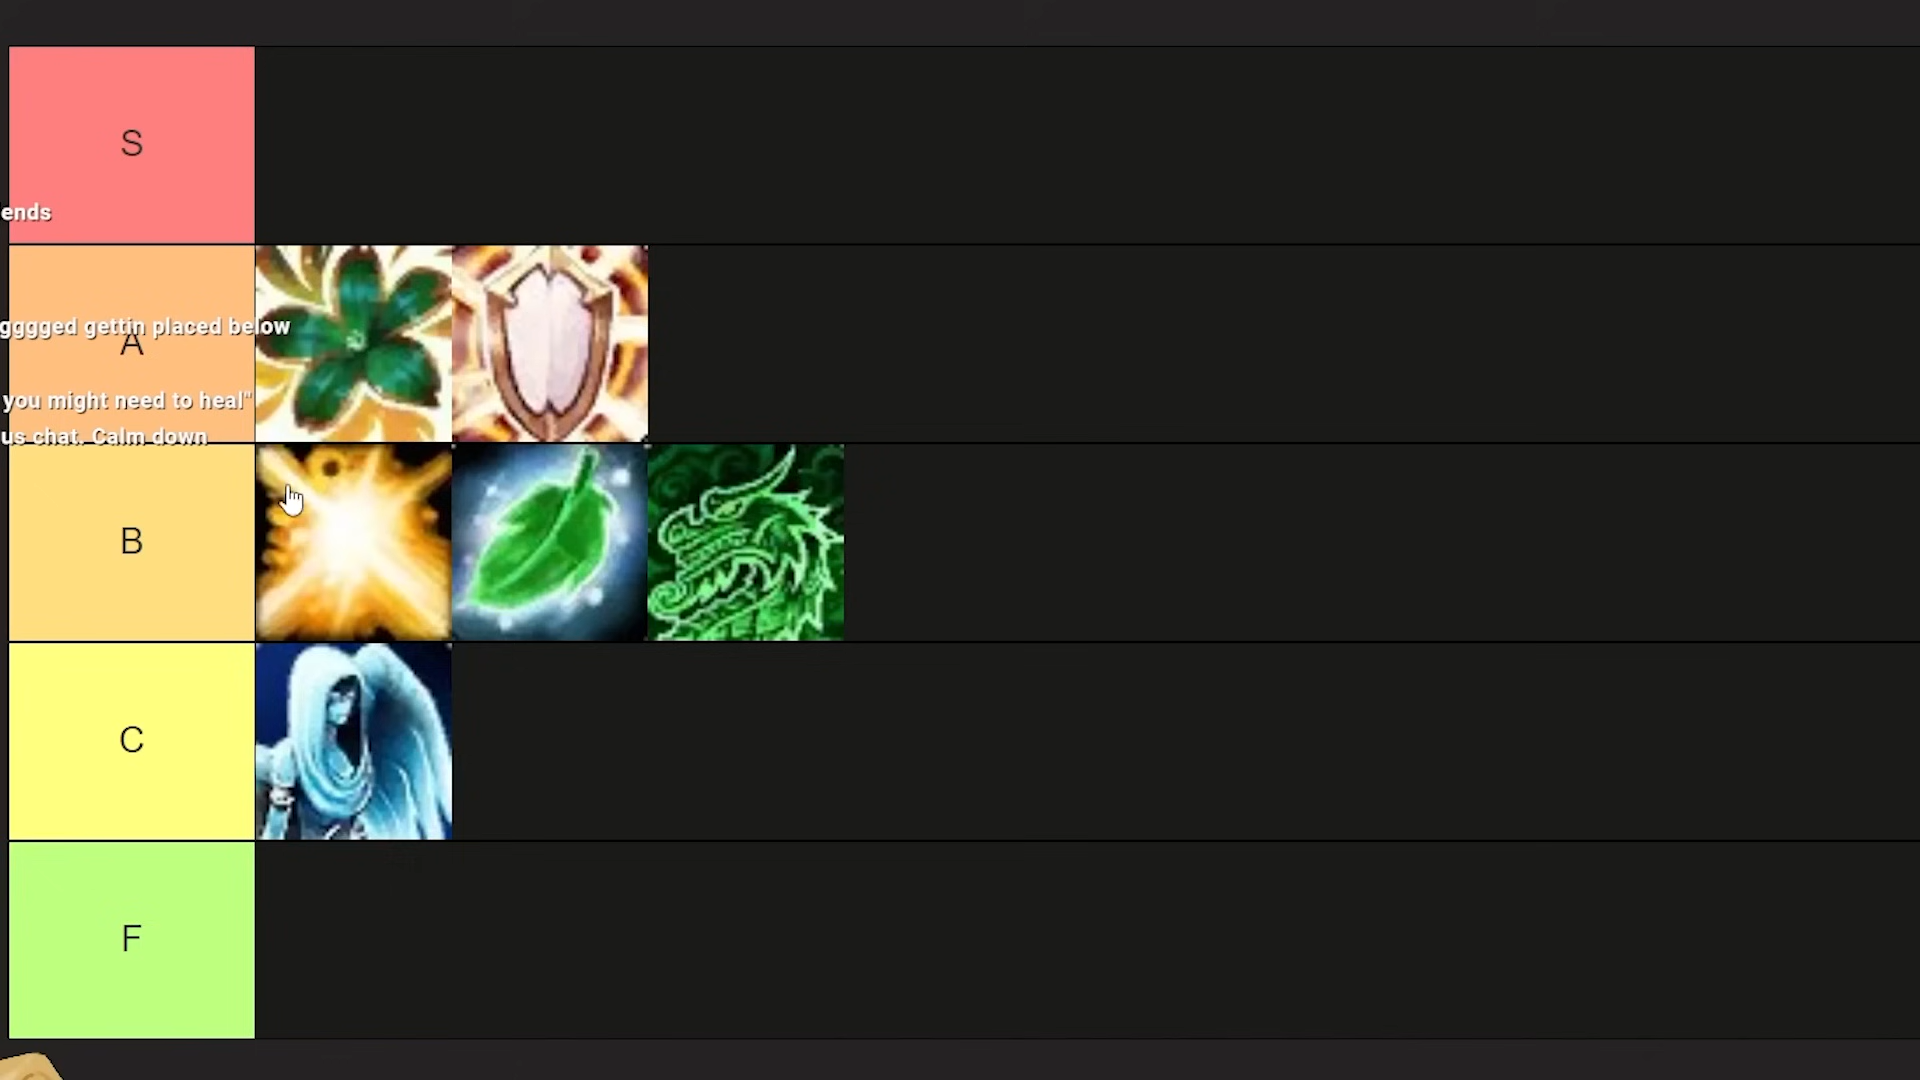 S
ends
gggged gettin placed below
A
you might need to heal"
us chat. Calm down
B
C
F